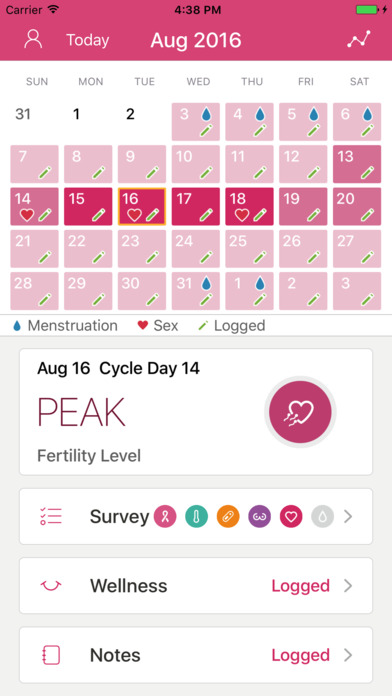 Carrier 4:38 PM
Today Aug 2016
SUN MON TUE WED THU FRI SAT
31 1 2 3 4 5 6
7 8 9 10 11 12 13
14 15 16 17 18 19 20
21 22 23 24 25 26 27
28 29 30 31 1 2 3
Menstruation Sex Logged
Aug 16 Cycle Day 14
PEAK
Fertility Level
Survey
Wellness Logged
Notes Logged